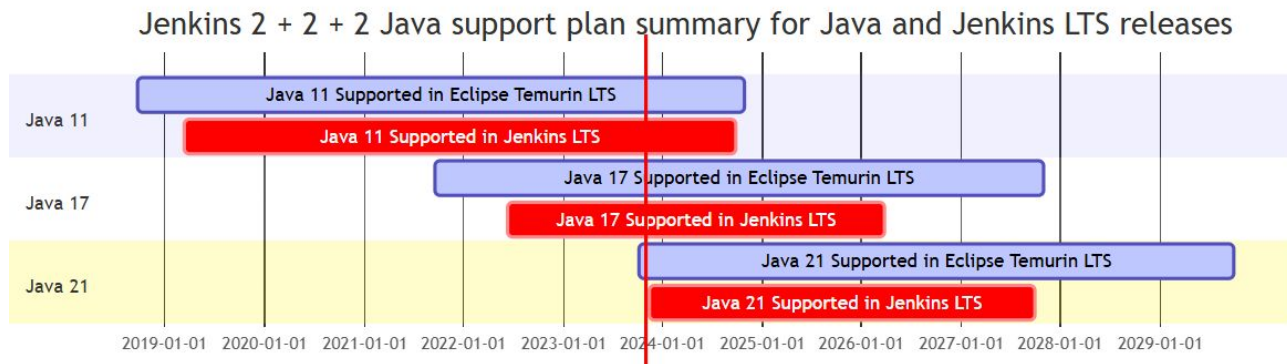 Jenkins 2 + 2 + 2 Java support plan summary for Java and Jenkins LTS releases
Java 11
Java 11 Supported in Eclipse Temurin LTS
Java 11 Supported in Jenkins LTS
Java 17
Java 17 Supported in Eclipse Temurin LTS
Java 17 Supported in Jenkins LTS
Java 21
Java 21 Supported in Eclipse Temurin LTS
Java 21 Supported in Jenkins LTS
2019-01-01 2020-01-01 2021-01-01 2022-01-01 2023-01-01 2024-01-01 2025-01-01 2026-01-01 2027-01-01 2028-01-01 2029-01-01